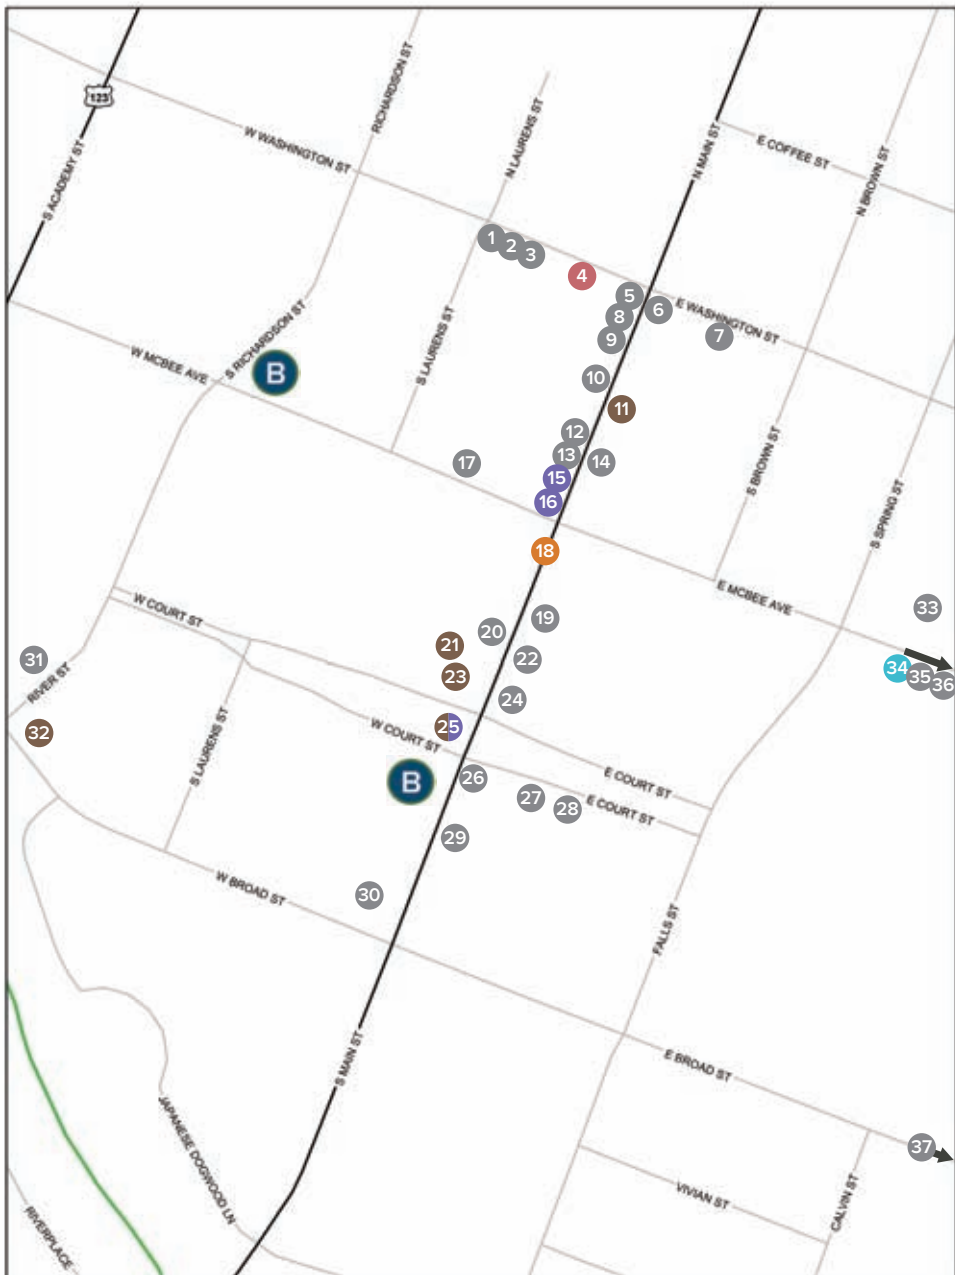 123
S ACADEMY ST
W WASHINGTON ST
RICHARDSON ST
N LAURENS ST
N MAIN ST
E COFFEE ST
N BROWN ST
1
2
3
4
5
6
E WASHINGTON ST
7
8
9
S RICHARDSON ST
W MCBEE AVE
B
S LAURENS ST
10
11
12
13
14
15
16
17
S BROWN ST
S SPRING ST
18
E MCBEE AVE
W COURT ST
19
20
21
22
23
24
33
34
35
36
31
RIVER ST
32
S LAURENS ST
W COURT ST
25
B
26
27
28
E COURT ST
E COURT ST
29
30
W BROAD ST
FALLS ST
S MAIN ST
E BROAD ST
37
JAPANESE DOGWOOD LN
VIVIAN ST
CALVIN ST
RIVERPLACE